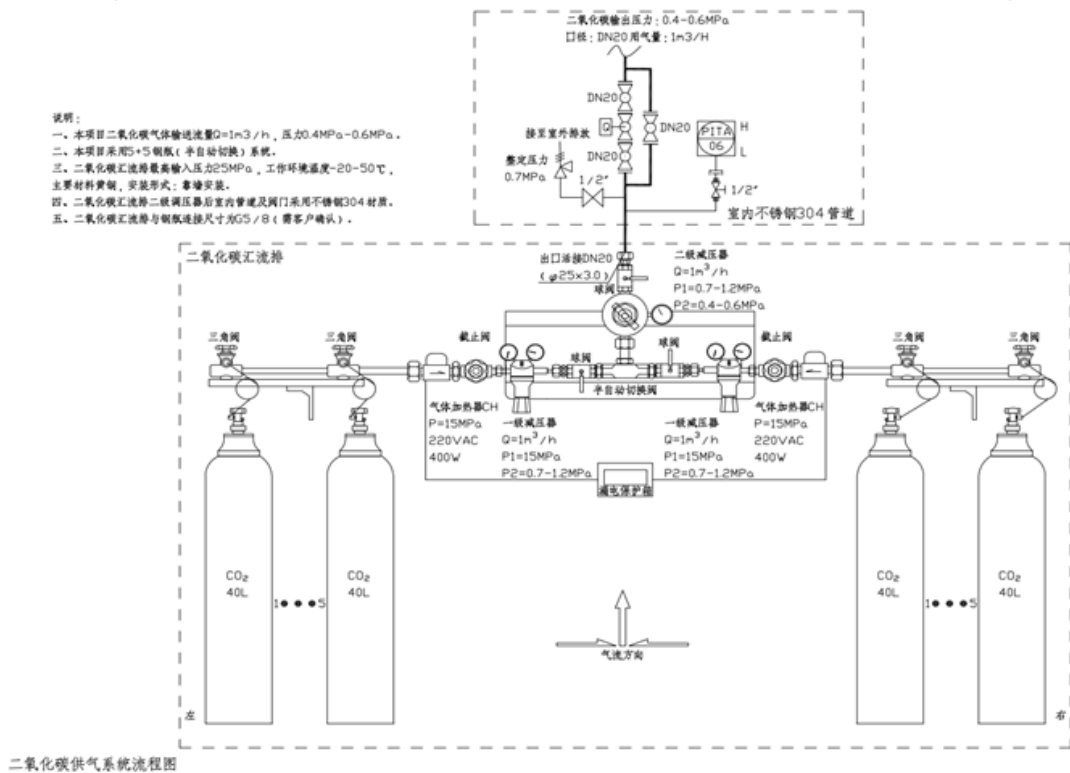 二氧化碳输出压力:0.4-0.6MPa
口径:DN20 用气量:1m3/H
DN20
Q
DN20
DN20
接至室外排放
整定压力
0.7MPa
1/2"
PITA
06
H
L
1/2"
室内不锈钢304管道
说明:
一、本项目二氧化碳气体输送流量Q=1m3/h,压力0.4MPa-0.6MPa。
二、本项目采用5+5钢瓶(半自动切换)系统。
三、二氧化碳汇流排最高输入压力25MPa,工作环境温度-20-50℃,
主要材料黄铜,安装形式:靠墙安装。
四、二氧化碳汇流排二级调压器后室内管道及阀门采用不锈钢304材质。
五、二氧化碳汇流排与钢瓶连接尺寸为G5/8(需客户确认)。
二氧化碳汇流排
出口活接DN20
(φ25×3.0)
球阀
二级减压器
Q=1m³/h
P1=0.7-1.2MPa
P2=0.4-0.6MPa
三角阀
三角阀
截止阀
球阀
球阀
截止阀
三角阀
三角阀
半自动切换阀
气体加热器CH
P=15MPa
220VAC
400W
一级减压器
Q=1m³/h
P1=15MPa
P2=0.7-1.2MPa
一级减压器
Q=1m³/h
P1=15MPa
P2=0.7-1.2MPa
气体加热器CH
P=15MPa
220VAC
400W
漏电保护箱
CO₂
40L
1●●●5
CO₂
40L
CO₂
40L
1●●●5
CO₂
40L
气流方向
左
右
二氧化碳供气系统流程图